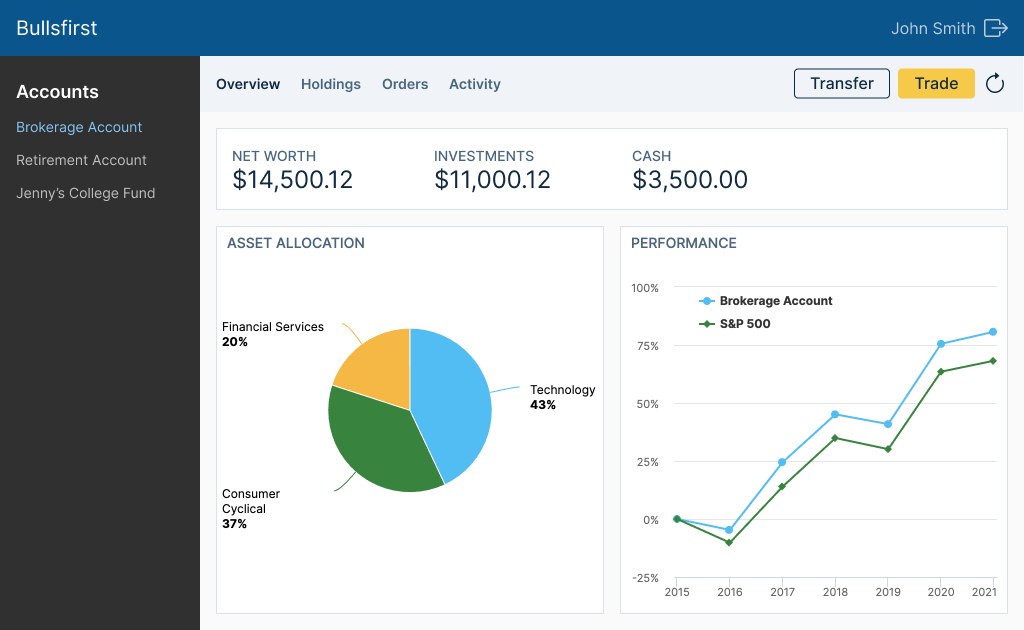 Bullsfirst
John Smith
Accounts
Brokerage Account
Retirement Account
Jenny’s College Fund
Overview Holdings Orders Activity
Transfer
Trade
NET WORTH
$14,500.12
INVESTMENTS
$11,000.12
CASH
$3,500.00
ASSET ALLOCATION
Financial Services
20%
Technology
43%
Consumer
Cyclical
37%
PERFORMANCE
Brokerage Account
S&P 500
100%
75%
50%
25%
0%
-25%
2015 2016 2017 2018 2019 2020 2021